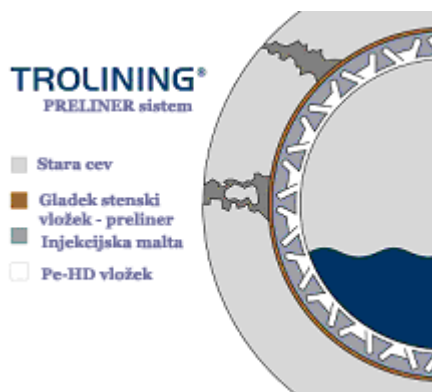 TROLINING®
PRELINER sistem
Stara cev
Gladek stenski
vložek - preliner
Injekcijska malta
Pe-HD vložek